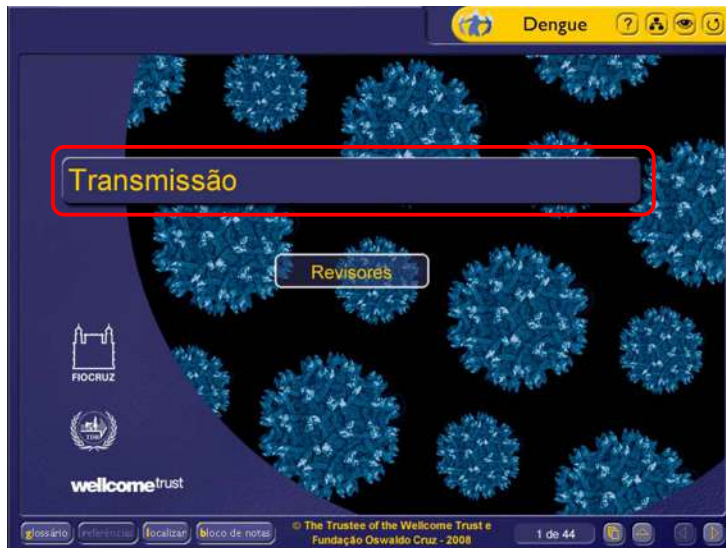 Dengue
?
Transmissão
Revisores
FIOCRUZ
TDR
wellcometrust
glossário referências localizar bloco de notas
© The Trustee of the Wellcome Trust e
Fundação Oswaldo Cruz - 2008
1 de 44